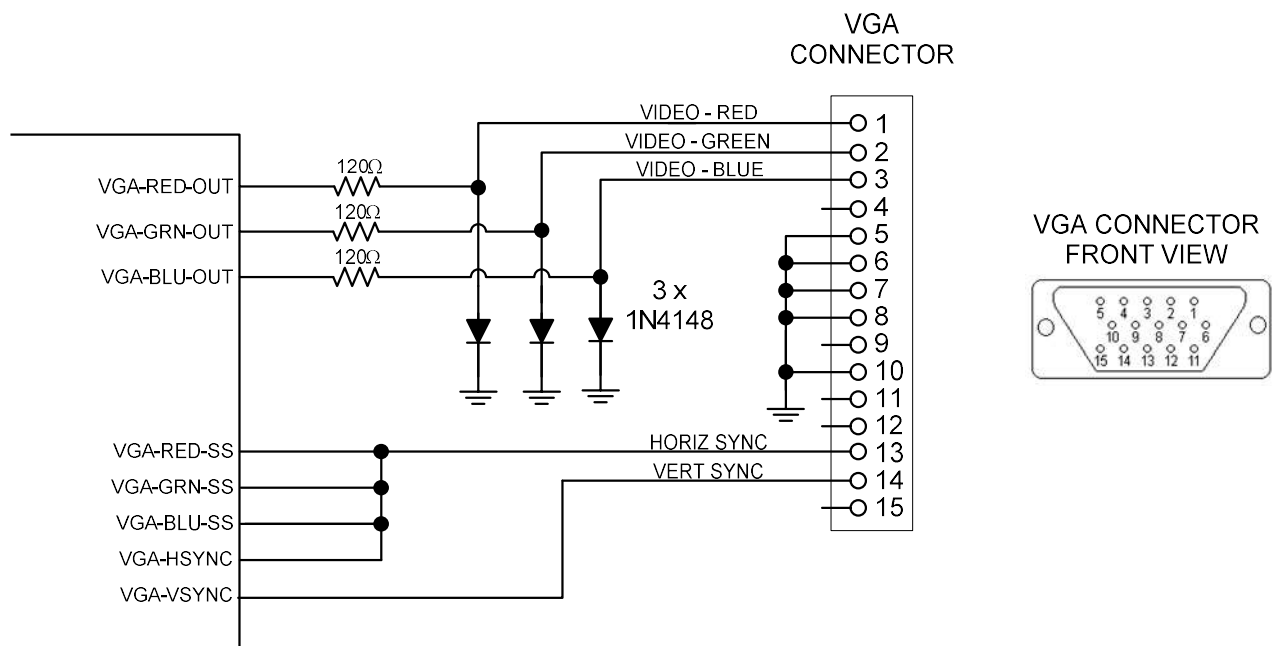 VGA
CONNECTOR
VIDEO - RED
VIDEO - GREEN
VIDEO - BLUE
1
2
3
4
5
6
7
8
9
10
11
12
13
14
15
VGA-RED-OUT
120Ω
VGA-GRN-OUT
120Ω
VGA-BLU-OUT
120Ω
3 x
1N4148
VGA-RED-SS
VGA-GRN-SS
VGA-BLU-SS
VGA-HSYNC
VGA-VSYNC
HORIZ SYNC
VERT SYNC
VGA CONNECTOR
FRONT VIEW
5 4 3 2 1
10 9 8 7 6
15 14 13 12 11